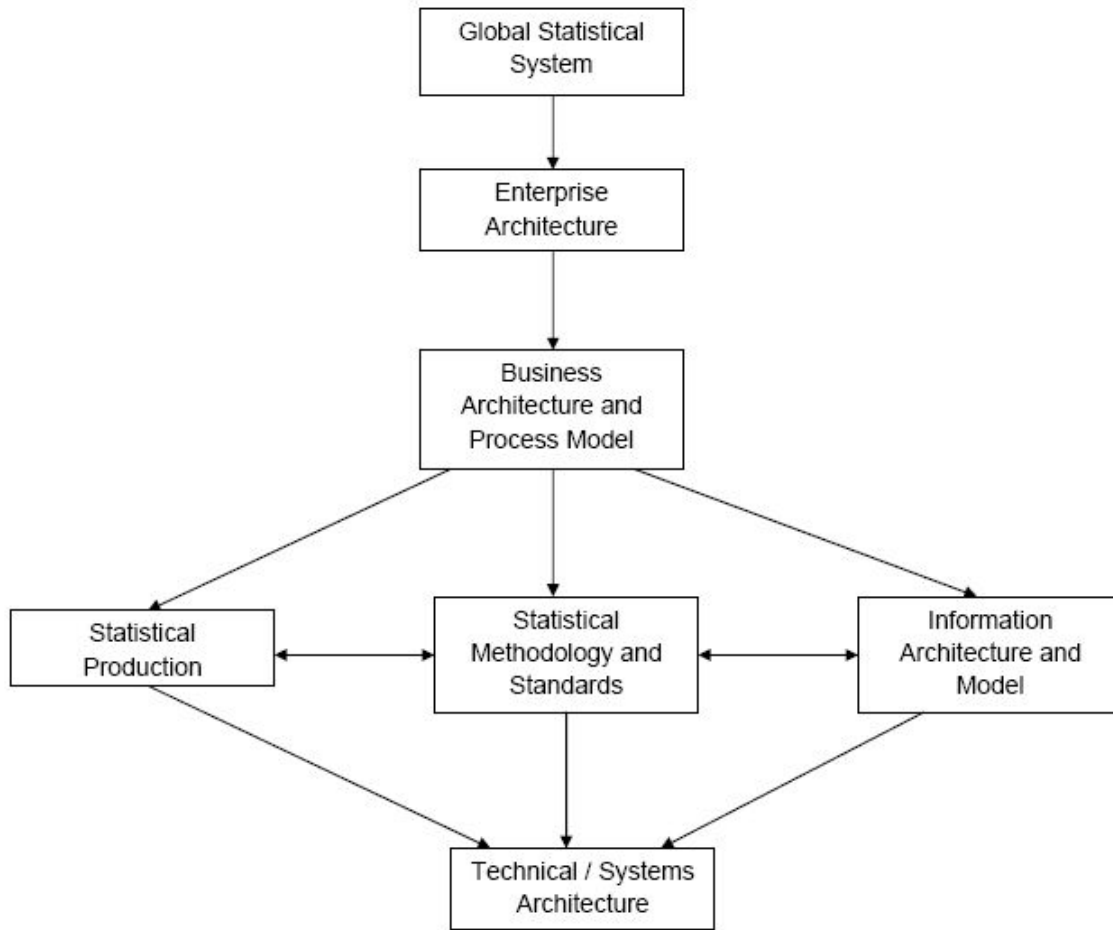 Global Statistical
System
Enterprise
Architecture
Business
Architecture and
Process Model
Statistical
Production
Statistical
Methodology and
Standards
Information
Architecture and
Model
Technical / Systems
Architecture